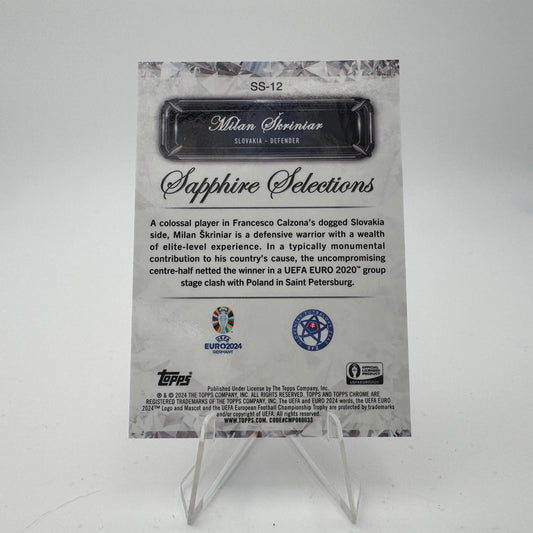 SS-12
Milan Škriniar
SLOVAKIA - DEFENDER
Sapphire Selections
A colossal player in Francesco Calzona's dogged Slovakia
side, Milan Škriniar is a defensive warrior with a wealth
of elite-level experience. In a typically monumental
contribution to his country's cause, the uncompromising
centre-half netted the winner in a UEFA EURO 2020™ group
stage clash with Poland in Saint Petersburg.
UEFA
EURO2024
GERMANY
Topps
OFFICIAL
LICENSED
PRODUCT
Published Under License by The Topps Company, Inc.
® & © 2024 THE TOPPS COMPANY, INC. ALL RIGHTS RESERVED. TOPPS AND TOPPS CHROME ARE
REGISTERED TRADEMARKS OF THE TOPPS COMPANY, INC. The UEFA and EURO 2024 words, the UEFA EURO
2024™ Logo and Mascot and the UEFA European Football Championship Trophy are protected by trademarks
and/or copyright of UEFA. All rights reserved.
WWW.TOPPS.COM. CODE#CMP080033